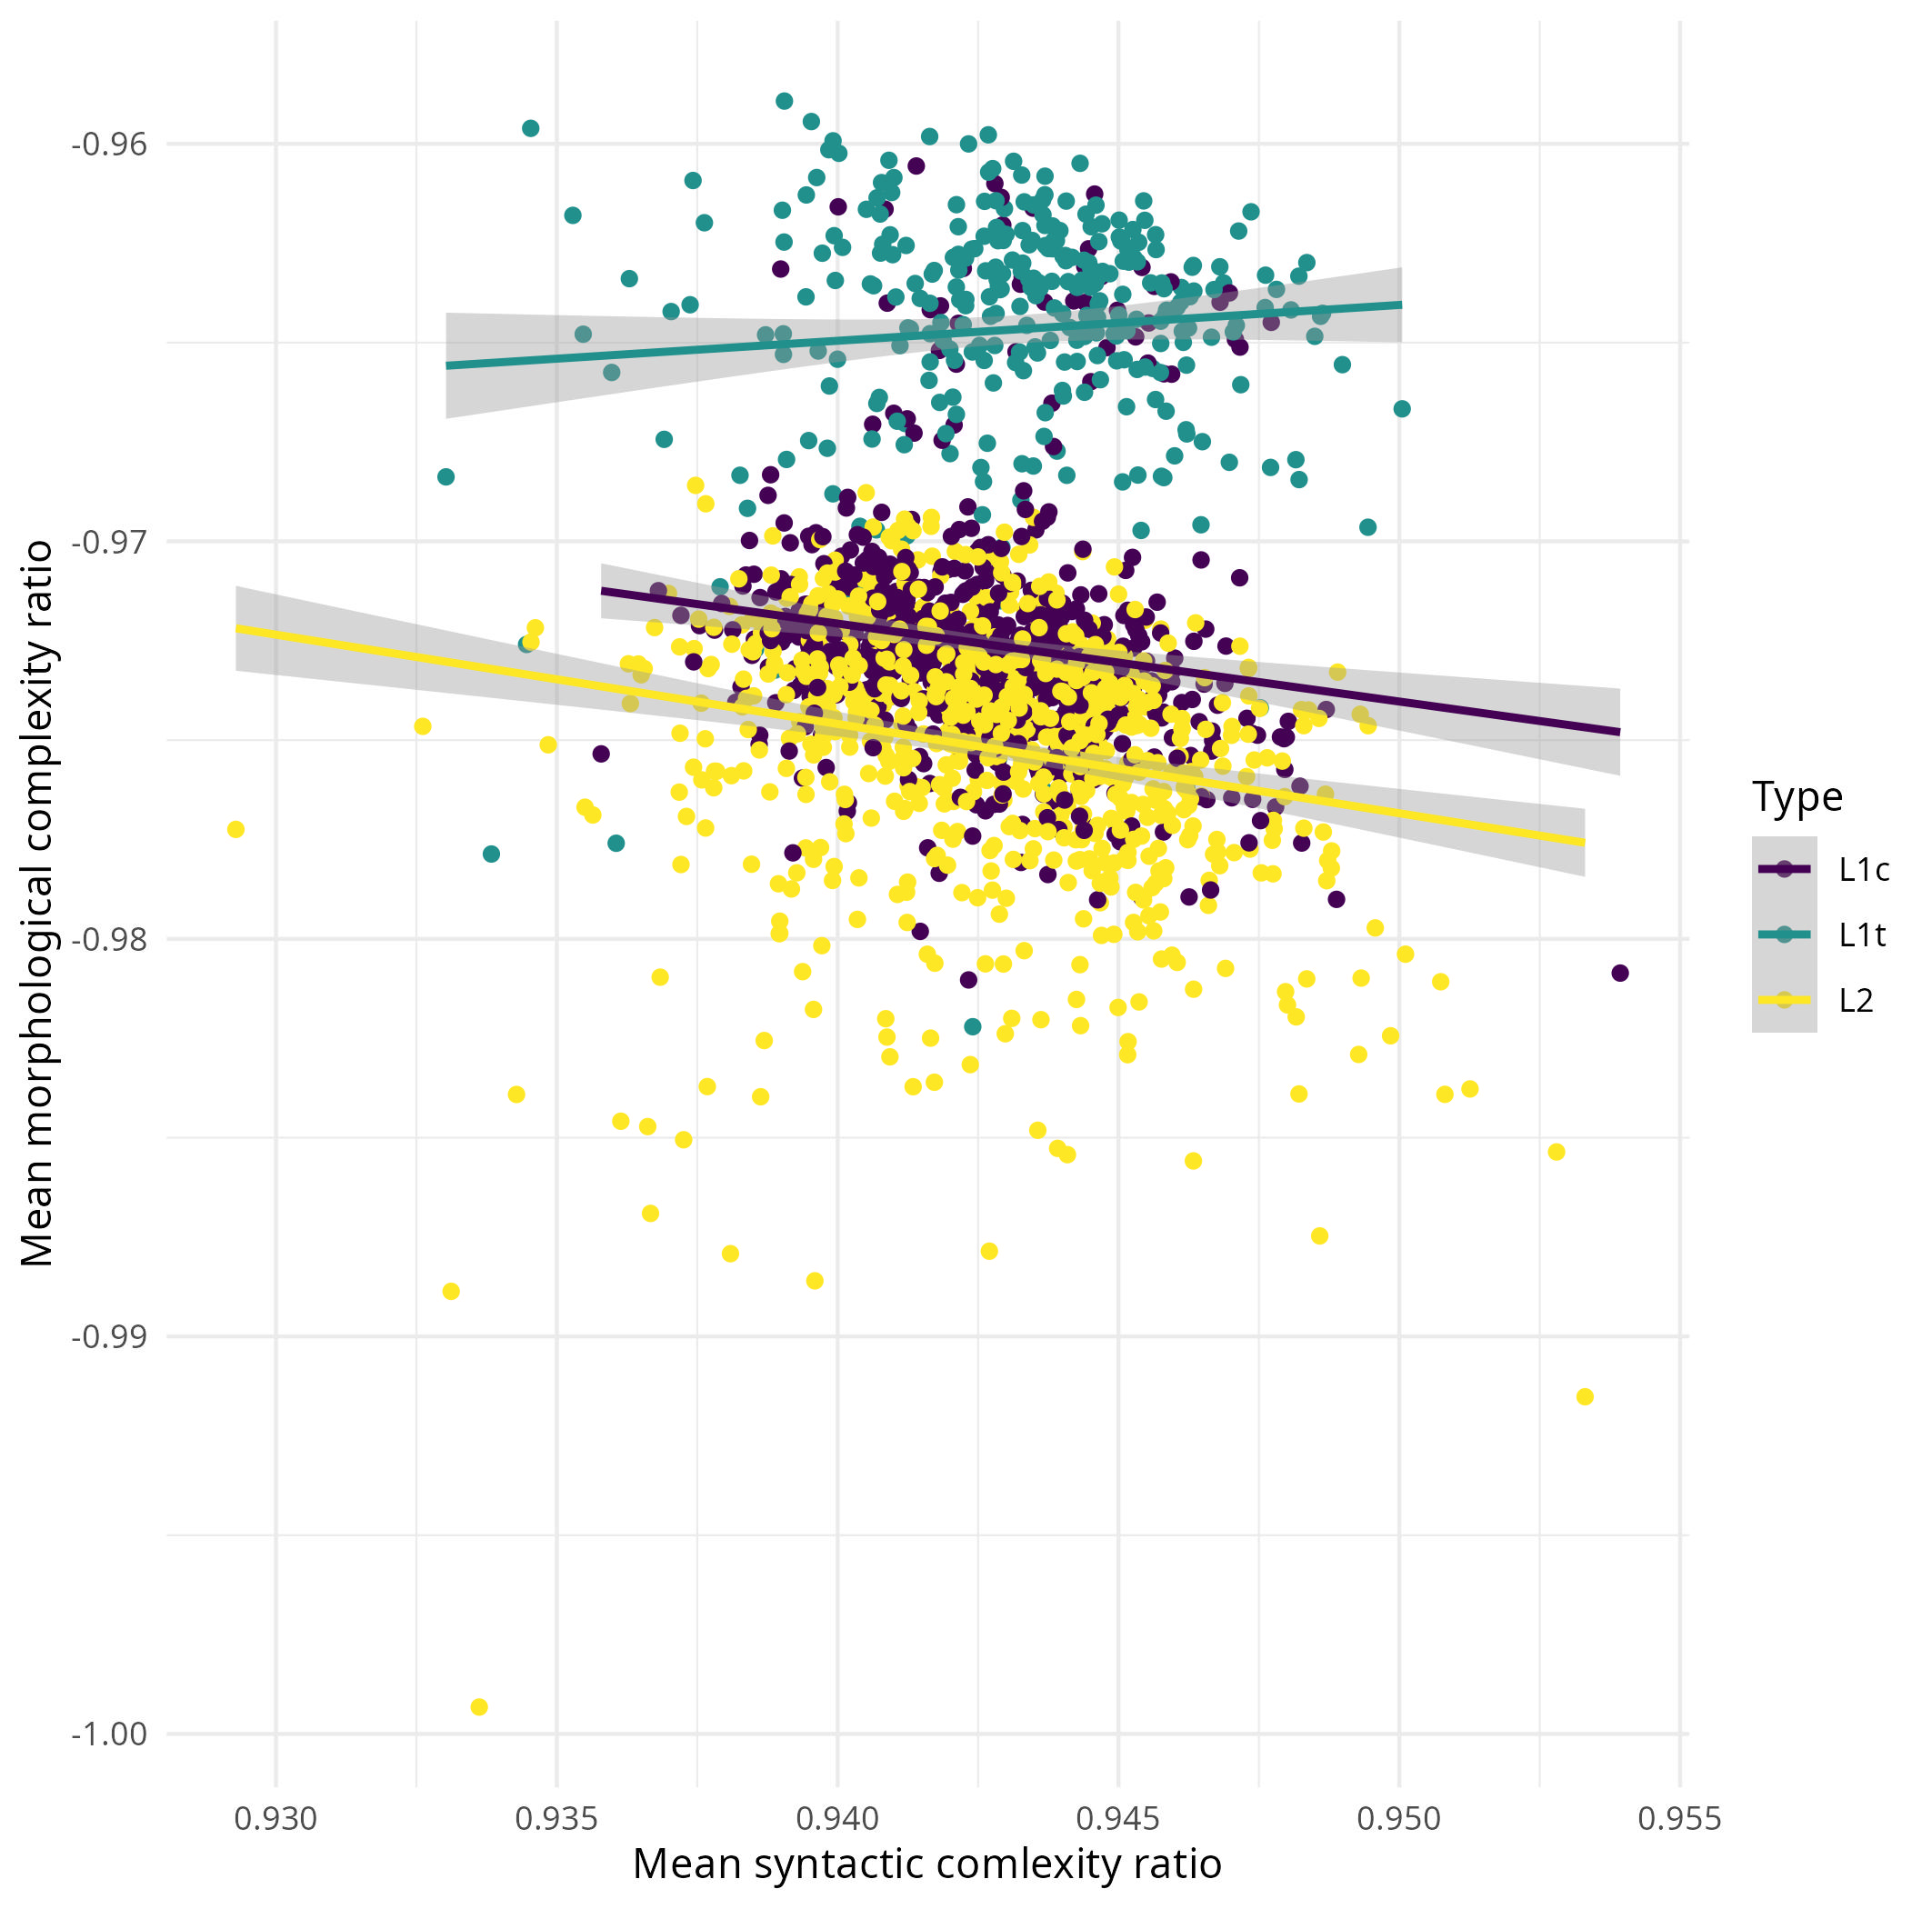 Mean morphological complexity ratio
-0.96
-0.97
-0.98
-0.99
-1.00
0.930 0.935 0.940 0.945 0.950 0.955
Mean syntactic comlexity ratio
Type
L1c
L1t
L2